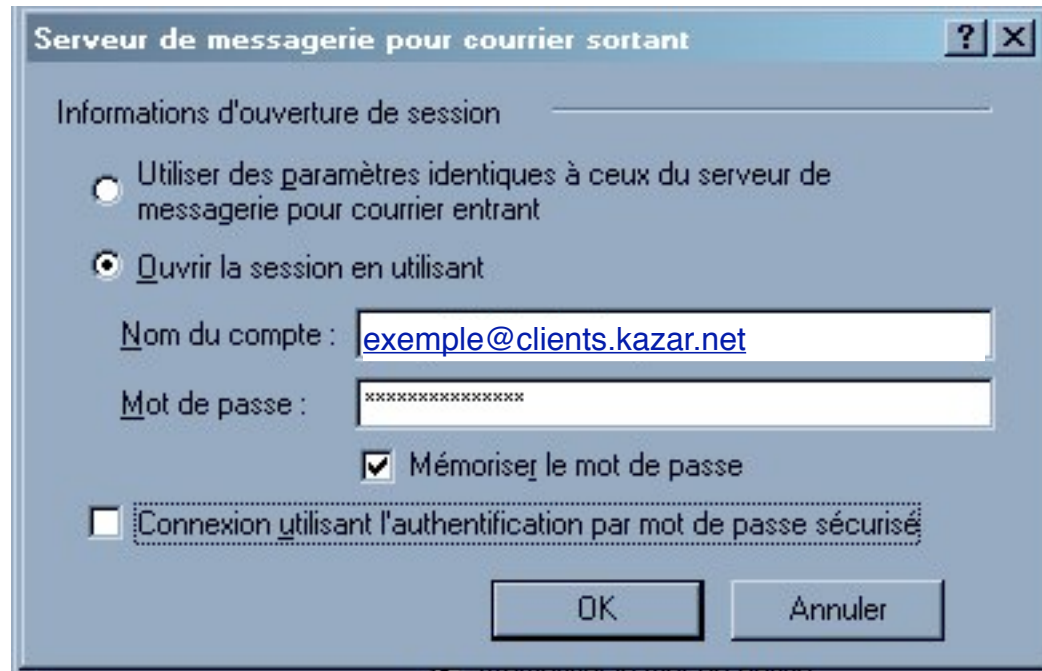 Serveur de messagerie pour courrier sortant
Informations d'ouverture de session
Utiliser des paramètres identiques à ceux du serveur de
messagerie pour courrier entrant
Ouvrir la session en utilisant
Nom du compte : exemple@clients.kazar.net
Mot de passe : ***************
Mémoriser le mot de passe
Connexion utilisant l'authentification par mot de passe sécurisé
OK Annuler